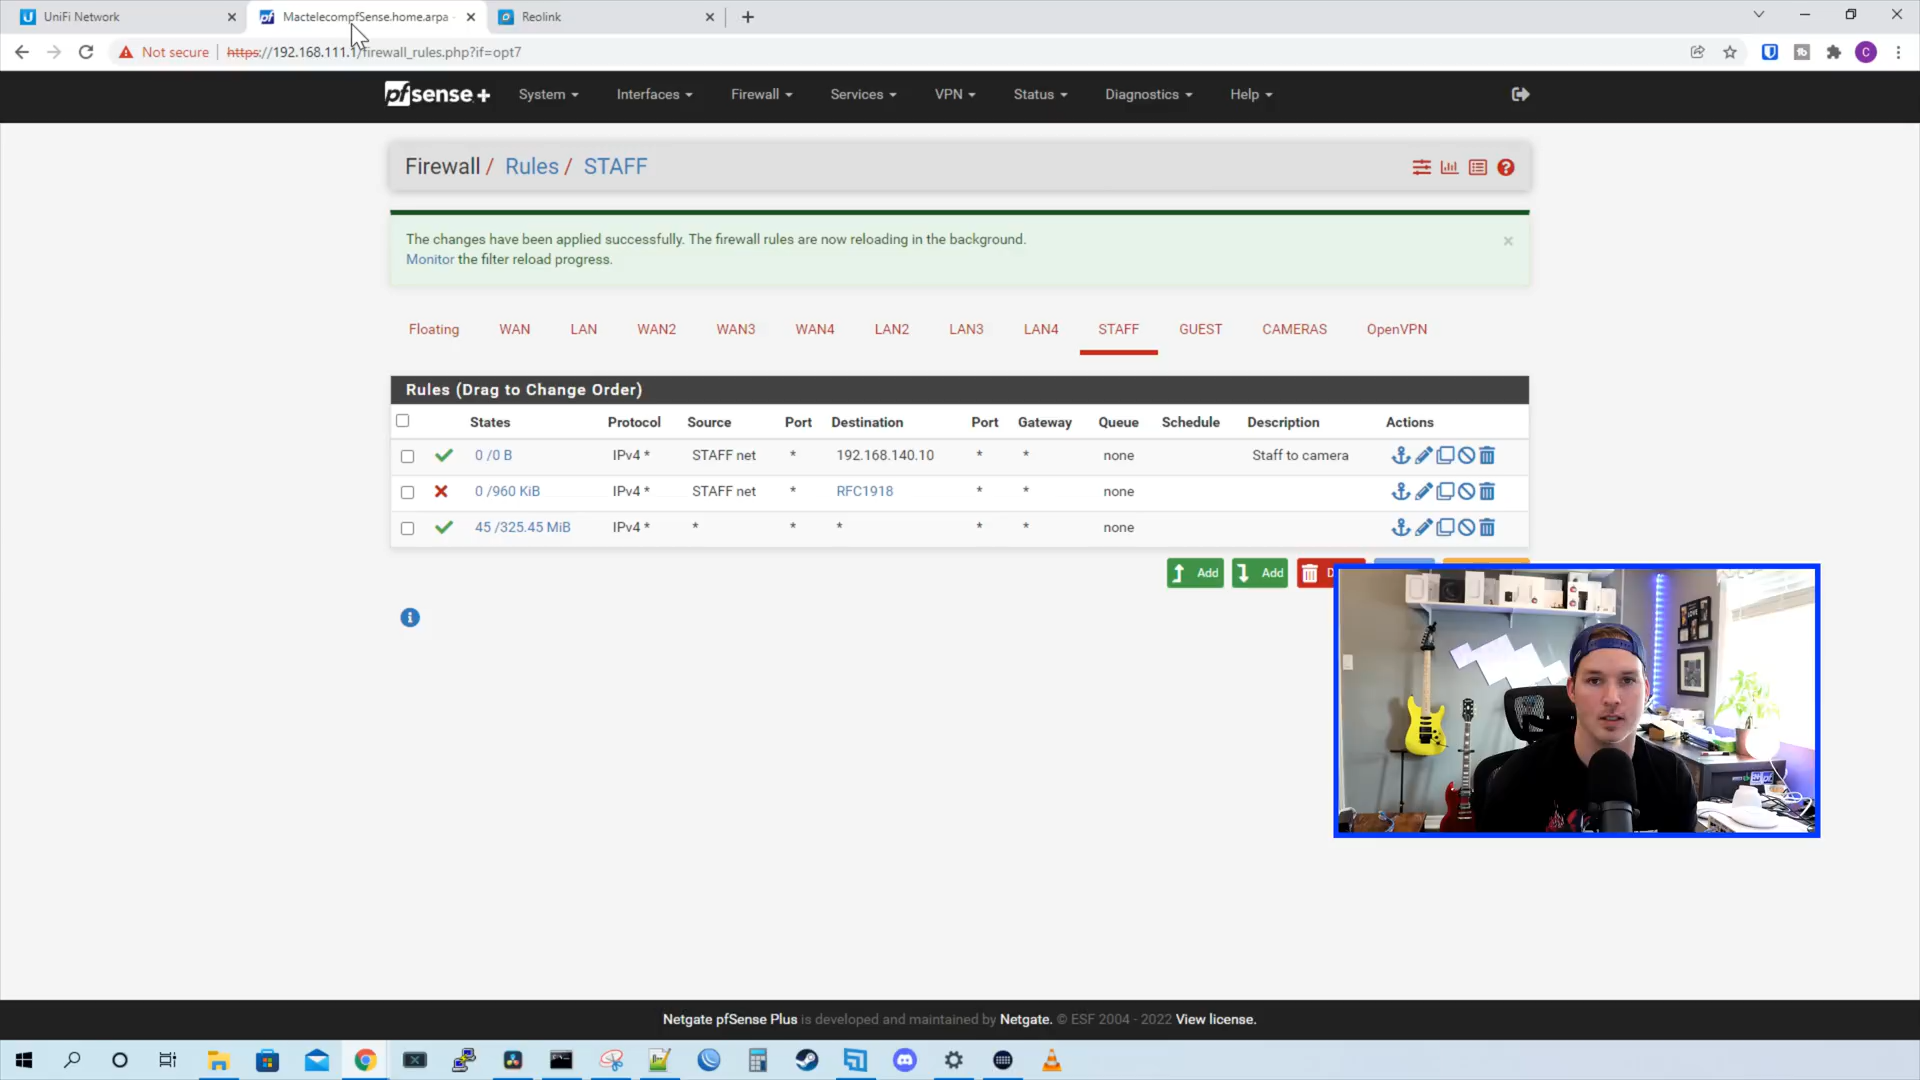 UniFi Network
MactelecompfSense.home.arpa -
Reolink
Not secure
https://192.168.111.1/firewall_rules.php?if=opt7
pfsense +
System
Interfaces
Firewall
Services
VPN
Status
Diagnostics
Help
Firewall / Rules / STAFF
The changes have been applied successfully. The firewall rules are now reloading in the background.
Monitor the filter reload progress.
Floating WAN LAN WAN2 WAN3 WAN4 LAN2 LAN3 LAN4 STAFF GUEST CAMERAS OpenVPN
Rules (Drag to Change Order)
States Protocol Source Port Destination Port Gateway Queue Schedule Description Actions
0 /0 B IPv4 * STAFF net * 192.168.140.10 * * none Staff to camera
0 /960 KiB IPv4 * STAFF net * RFC1918 * * none
45 /325.45 MiB IPv4 * * * * * * none
Add
Add
Netgate pfSense Plus is developed and maintained by Netgate. © ESF 2004 - 2022 View license.